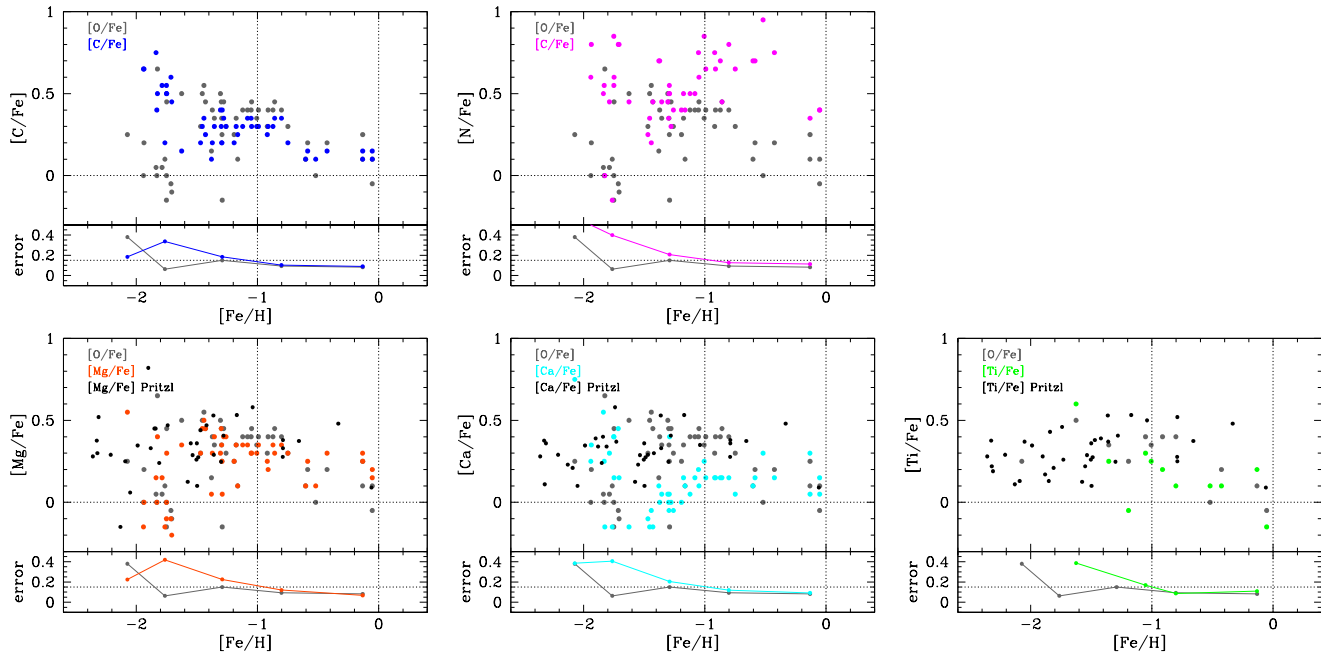 [O/Fe]
[C/Fe]
[C/Fe]
1
0.5
0
error
0.4
0.2
0
−2
−1
0
[Fe/H]
[O/Fe]
[C/Fe]
[N/Fe]
1
0.5
0
error
0.4
0.2
0
−2
−1
0
[Fe/H]
[O/Fe]
[Mg/Fe]
[Mg/Fe] Pritzl
[Mg/Fe]
1
0.5
0
error
0.4
0.2
0
−2
−1
0
[Fe/H]
[O/Fe]
[Ca/Fe]
[Ca/Fe] Pritzl
[Ca/Fe]
1
0.5
0
error
0.4
0.2
0
−2
−1
0
[Fe/H]
[O/Fe]
[Ti/Fe]
[Ti/Fe] Pritzl
[Ti/Fe]
1
0.5
0
error
0.4
0.2
0
−2
−1
0
[Fe/H]